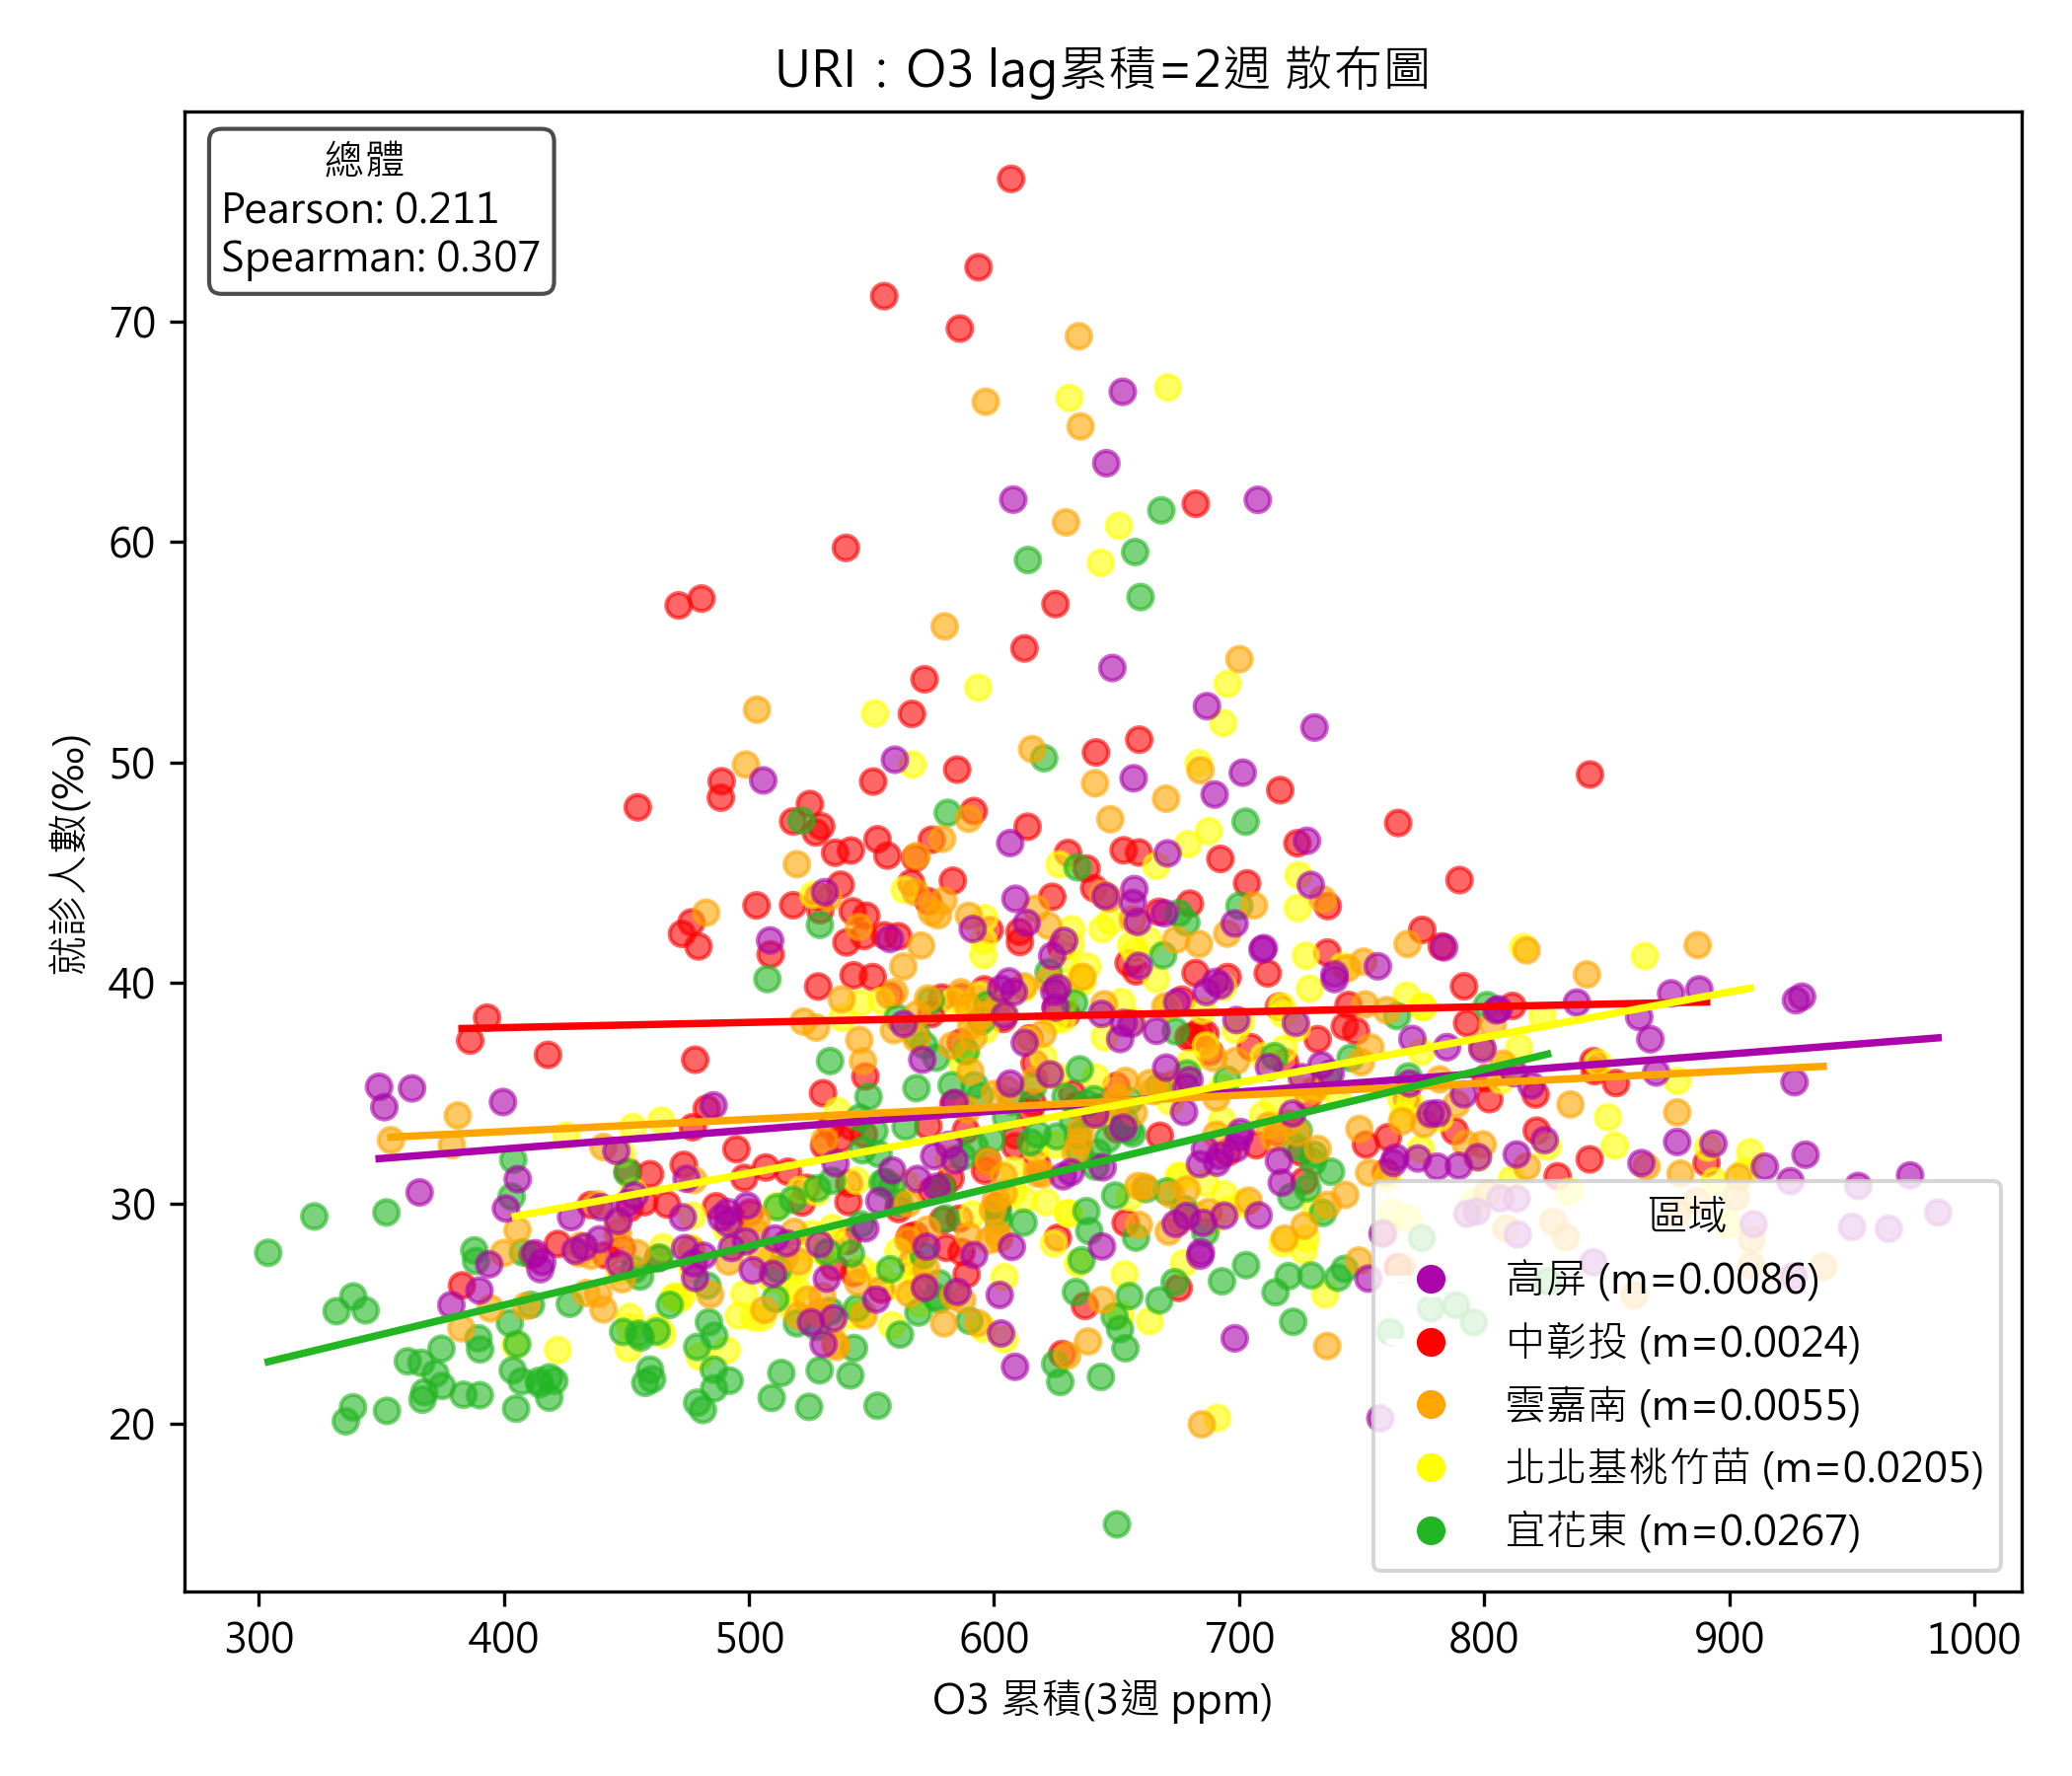 URI：O3 lag累積=2週 散布圖
總體
Pearson: 0.211
Spearman: 0.307
就診人數(‰)
70
60
50
40
30
20
區域
高屏 (m=0.0086)
中彰投 (m=0.0024)
雲嘉南 (m=0.0055)
北北基桃竹苗 (m=0.0205)
宜花東 (m=0.0267)
300 400 500 600 700 800 900 1000
O3 累積(3週 ppm)